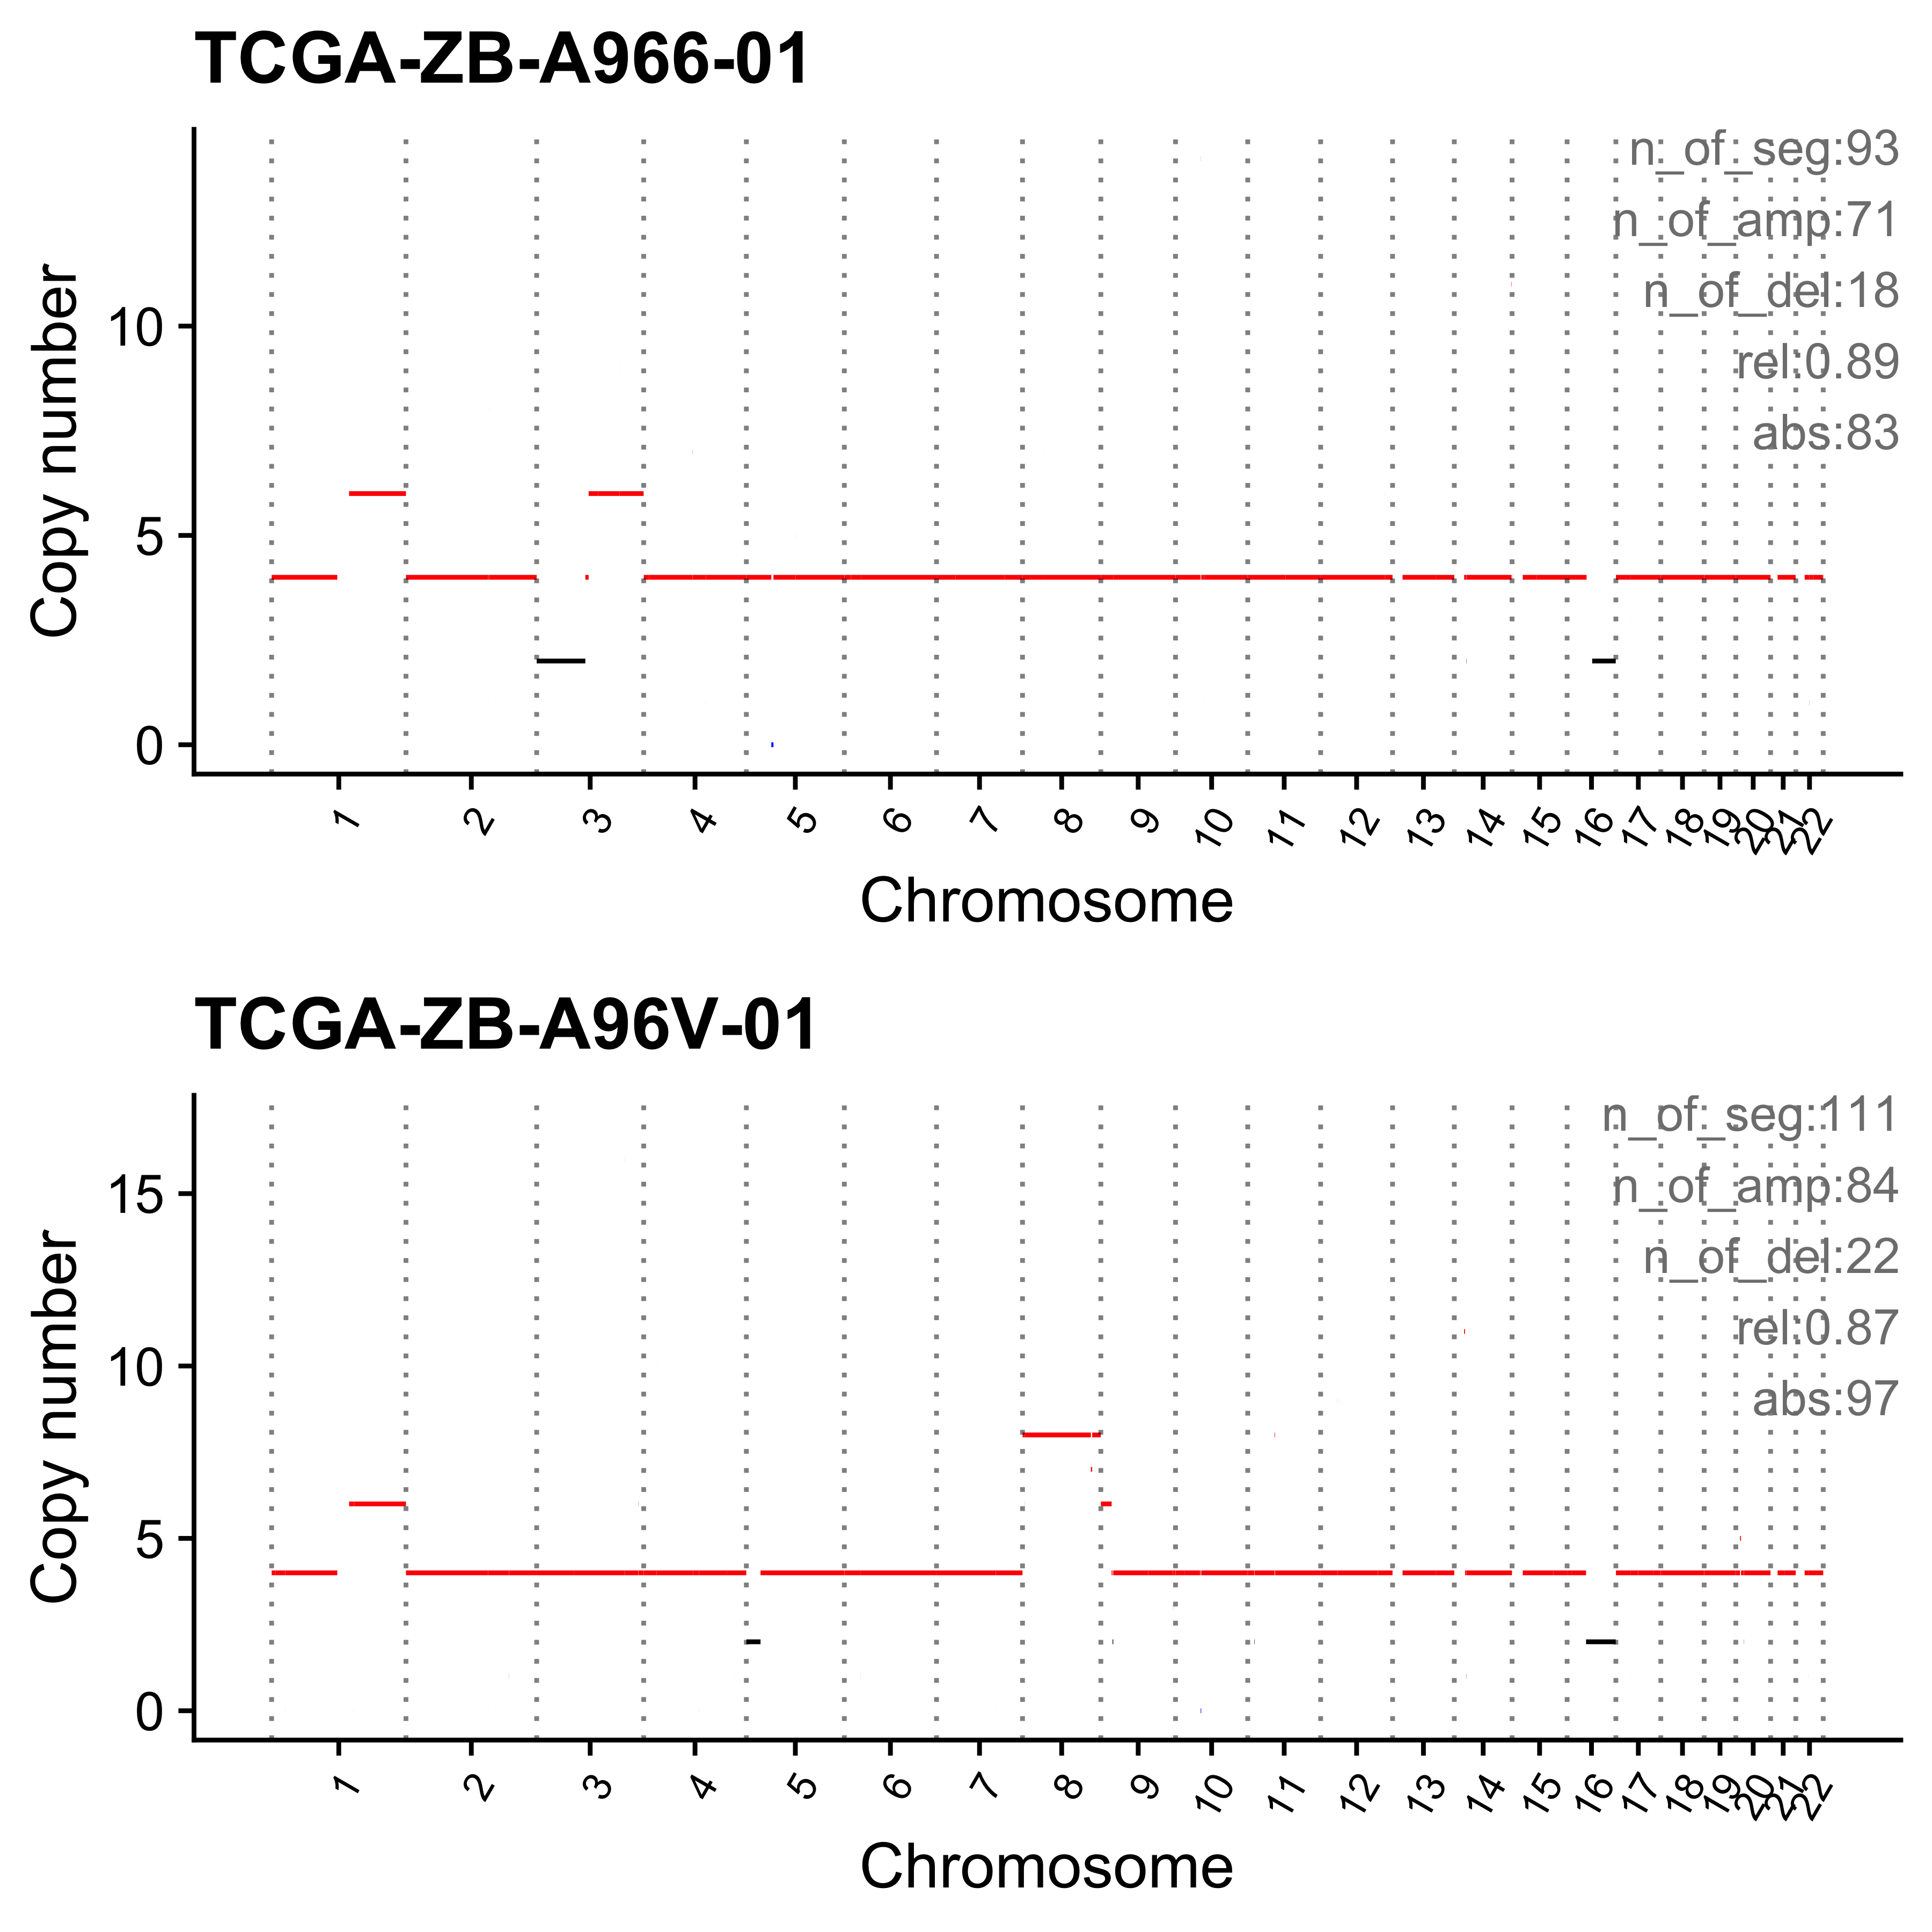 TCGA-ZB-A966-01
n_of_seg:93
n_of_amp:71
n_of_del:18
rel:0.89
abs:83
Copy number
10
5
0
1 2 3 4 5 6 7 8 9 10 11 12 13 14 15 16 17 18 19 20 21 22
Chromosome
TCGA-ZB-A96V-01
n_of_seg:111
n_of_amp:84
n_of_del:22
rel:0.87
abs:97
Copy number
15
10
5
0
1 2 3 4 5 6 7 8 9 10 11 12 13 14 15 16 17 18 19 20 21 22
Chromosome